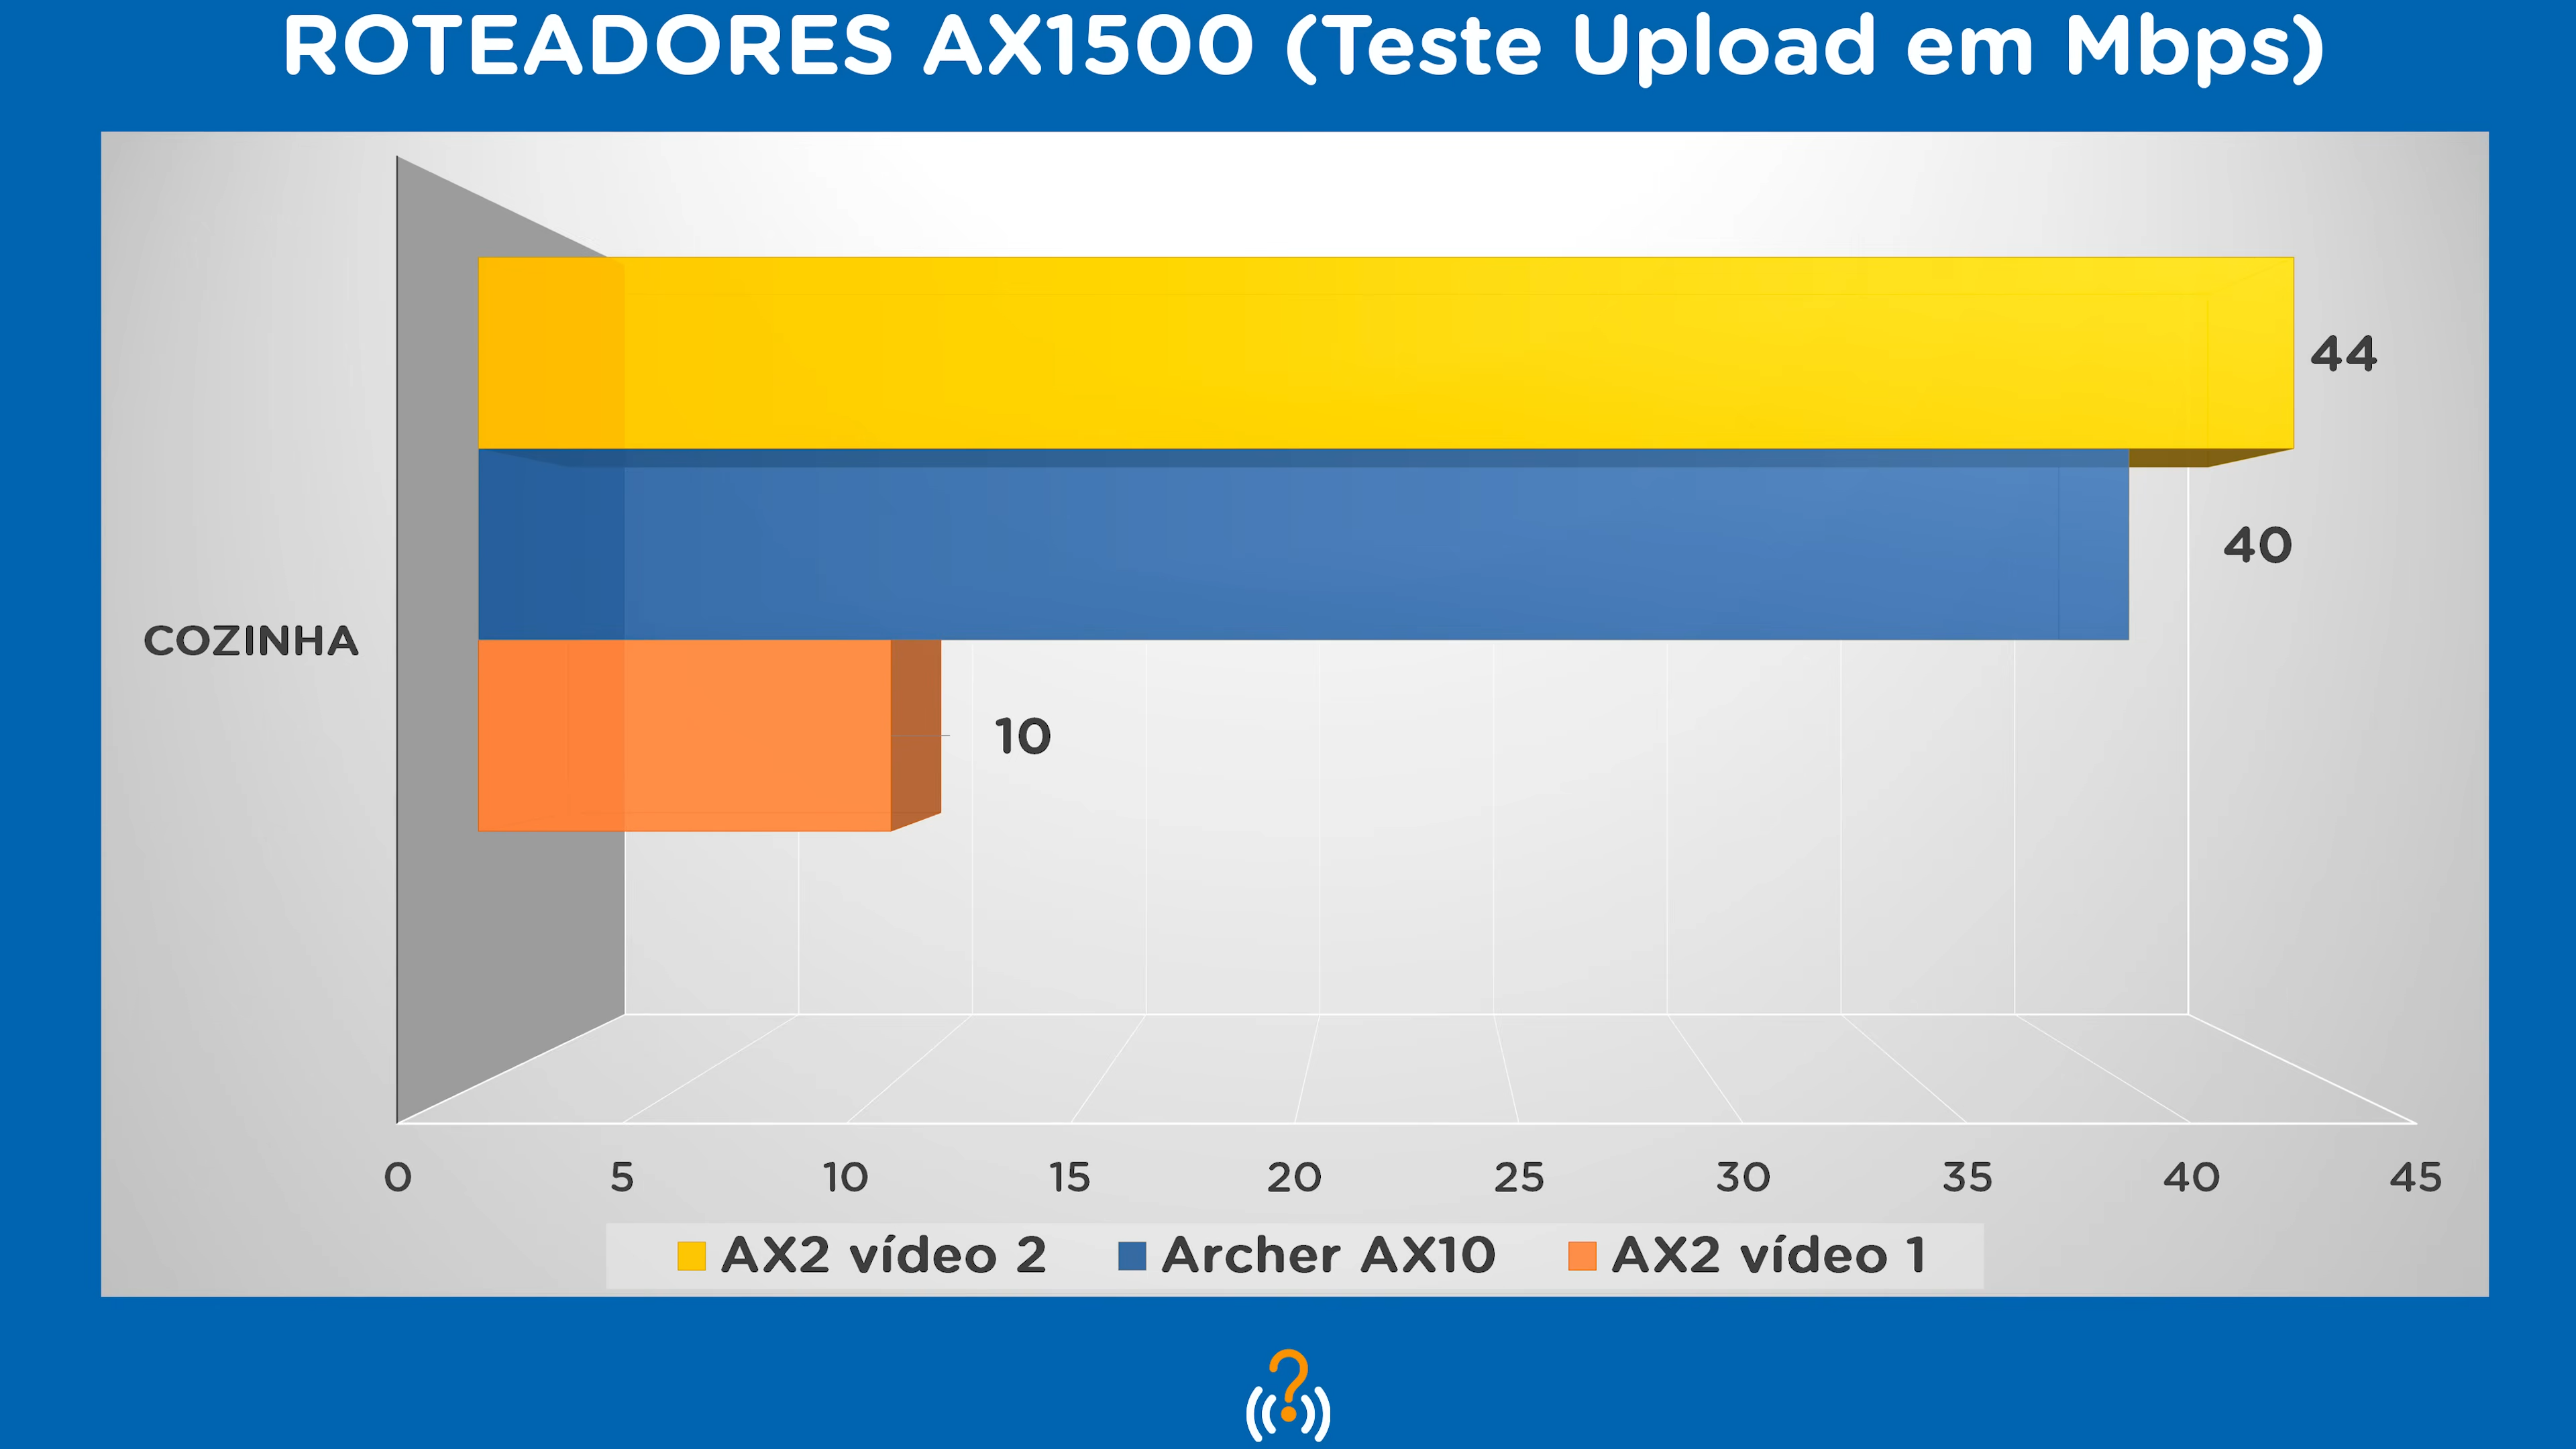 ROTEADORES AX1500 (Teste Upload em Mbps)
44
40
COZINHA
10
0 5 10 15 20 25 30 35 40 45
AX2 vídeo 2 Archer AX10 AX2 vídeo 1